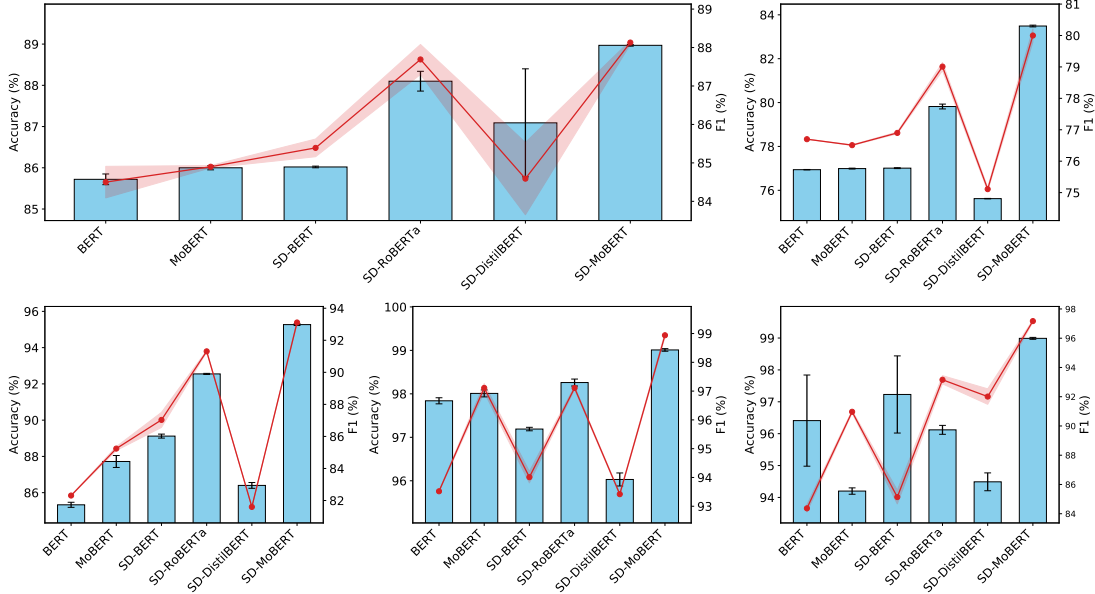 89
88
87
86
85
Accuracy (%)
89
88
87
86
85
84
F1 (%)
BERT
MoBERT
SD-BERT
SD-RoBERTa
SD-DistilBERT
SD-MoBERT
84
82
80
78
76
Accuracy (%)
81
80
79
78
77
76
75
F1 (%)
BERT
MoBERT
SD-BERT
SD-RoBERTa
SD-DistilBERT
SD-MoBERT
96
94
92
90
88
86
Accuracy (%)
94
92
90
88
86
84
82
F1 (%)
BERT
MoBERT
SD-BERT
SD-RoBERTa
SD-DistilBERT
SD-MoBERT
100
99
98
97
96
Accuracy (%)
99
98
97
96
95
94
93
F1 (%)
BERT
MoBERT
SD-BERT
SD-RoBERTa
SD-DistilBERT
SD-MoBERT
99
98
97
96
95
94
Accuracy (%)
98
96
94
92
90
88
86
84
F1 (%)
BERT
MoBERT
SD-BERT
SD-RoBERTa
SD-DistilBERT
SD-MoBERT